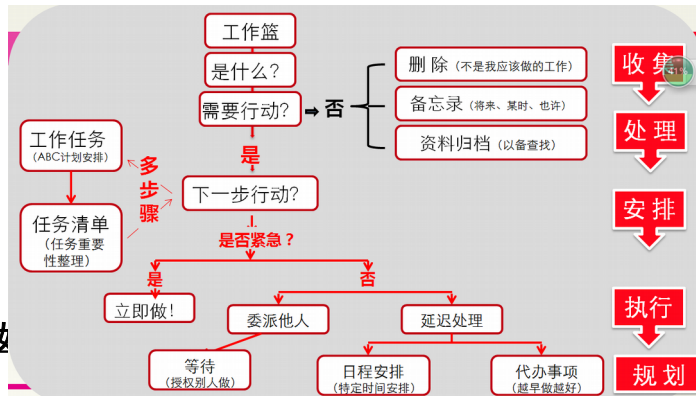 工作篮
是什么？
需要行动？
否
删 除（不是我应该做的工作）
备忘录（将来、某时、也许）
资料归档（以备查找）
是
工作任务
（ABC计划安排）
任务清单
（任务重要
性整理）
多
步
骤
下一步行动？
是否紧急？
是
否
立即做！
委派他人
延迟处理
等待
（授权别人做）
日程安排
（特定时间安排）
代办事项
（越早做越好）
收 集
处 理
安 排
执行
规 划